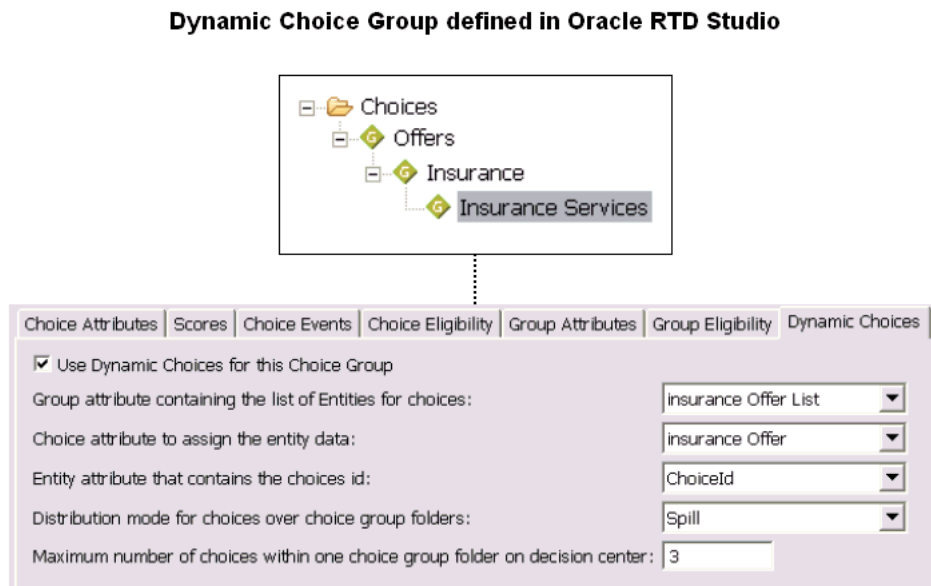 Dynamic Choice Group defined in Oracle RTD Studio
Choices
G Offers
G Insurance
G Insurance Services
Choice Attributes Scores Choice Events Choice Eligibility Group Attributes Group Eligibility Dynamic Choices
Use Dynamic Choices for this Choice Group
Group attribute containing the list of Entities for choices: insurance Offer List
Choice attribute to assign the entity data: insurance Offer
Entity attribute that contains the choices id: ChoiceId
Distribution mode for choices over choice group folders: Spill
Maximum number of choices within one choice group folder on decision center: 3